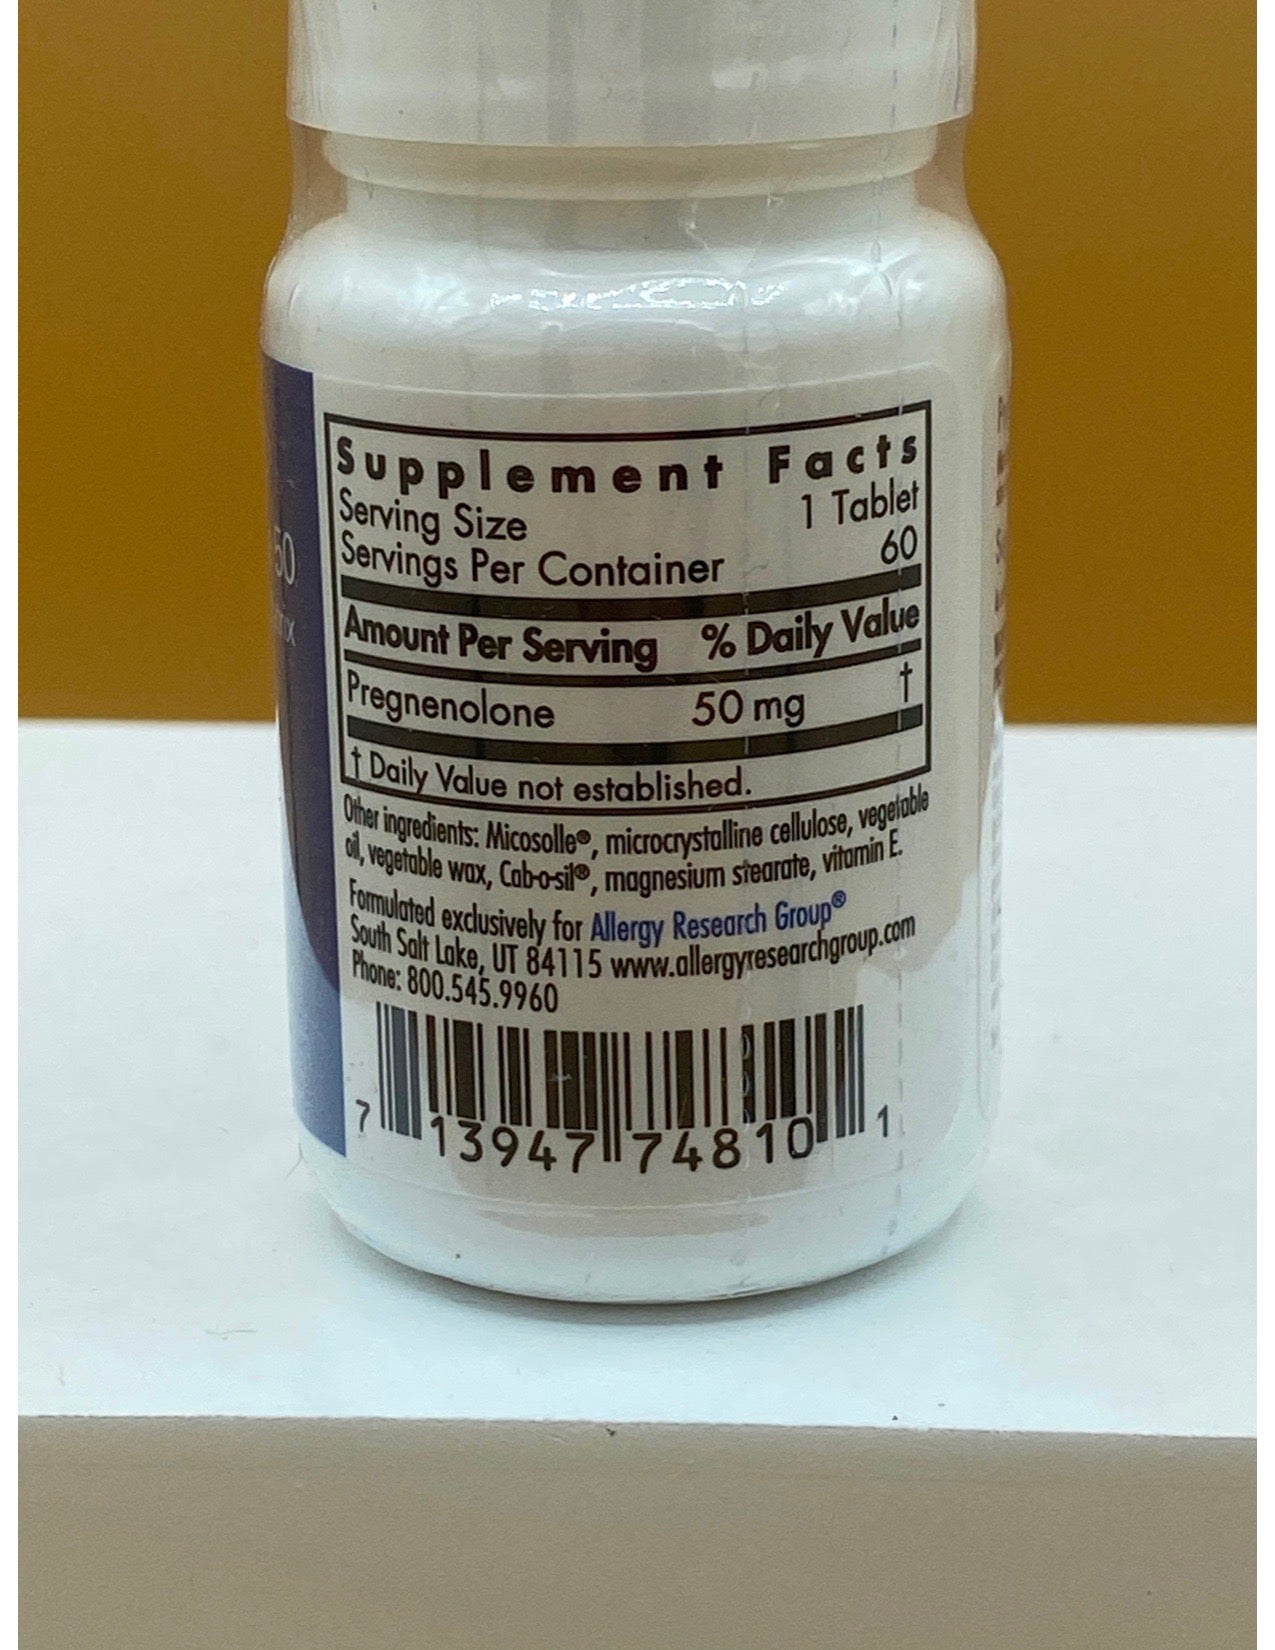 Supplement Facts
Serving Size 1 Tablet
Servings Per Container 60
Amount Per Serving % Daily Value
Pregnenolone 50 mg †
† Daily Value not established.
Other ingredients: Micosolle®, microcrystalline cellulose, vegetable
oil, vegetable wax, Cab-o-sil®, magnesium stearate, vitamin E.
Formulated exclusively for Allergy Research Group®
South Salt Lake, UT 84115 www.allergyresearchgroup.com
Phone: 800.545.9960
7 13947 74810 1
50